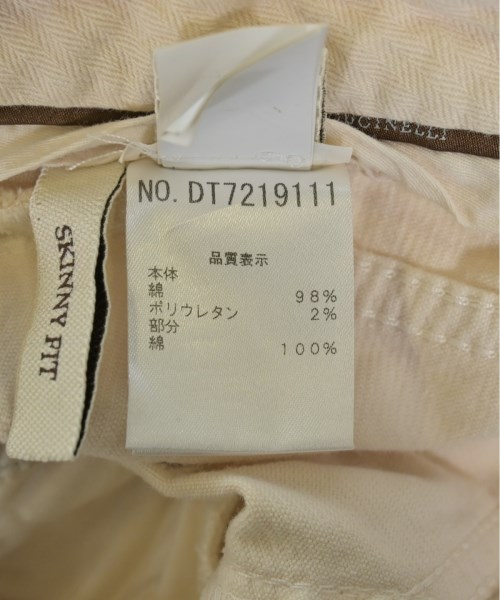 UCINELLI
NO. DT7219111
品質表示
本体
綿 98%
ポリウレタン 2%
部分
綿 100%
SKINNY FIT